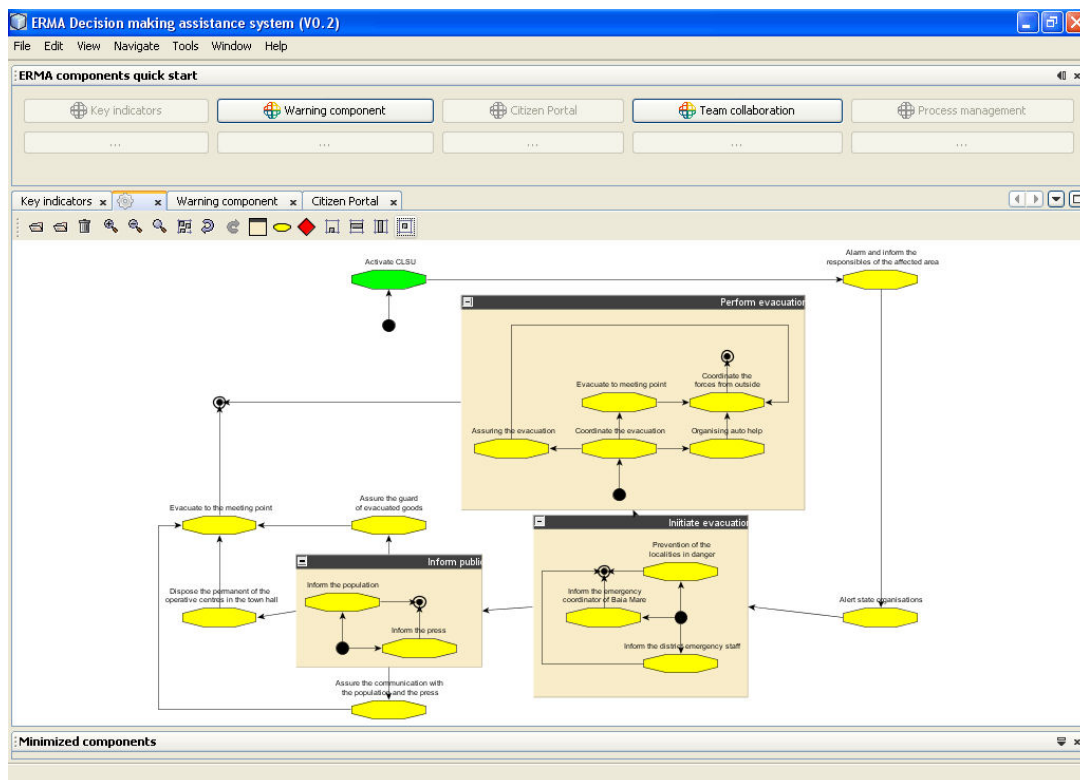 ERMA Decision making assistance system (V0.2)
File Edit View Navigate Tools Window Help
ERMA components quick start
Key indicators Warning component Citizen Portal Team collaboration Process management
... ... ... ... ...
Key indicators Warning component Citizen Portal
Activate CLSU
Alarm and inform the
responsibles of the affected area
Perform evacuation
Evacuate to meeting point
Coordinate the
forces from outside
Assuring the evacuation
Coordinate the evacuation
Organising auto help
Evacuate to the meeting point
Assure the guard
of evacuated goods
Initiate evacuation
Prevention of the
localities in danger
Inform public
Inform the population
Dispose the permanent of the
operative centres in the town hall
Inform the emergency
coordinator of Baia Mare
Alert state organisations
Inform the press
Inform the district emergency staff
Assure the communication with
the population and the press
Minimized components